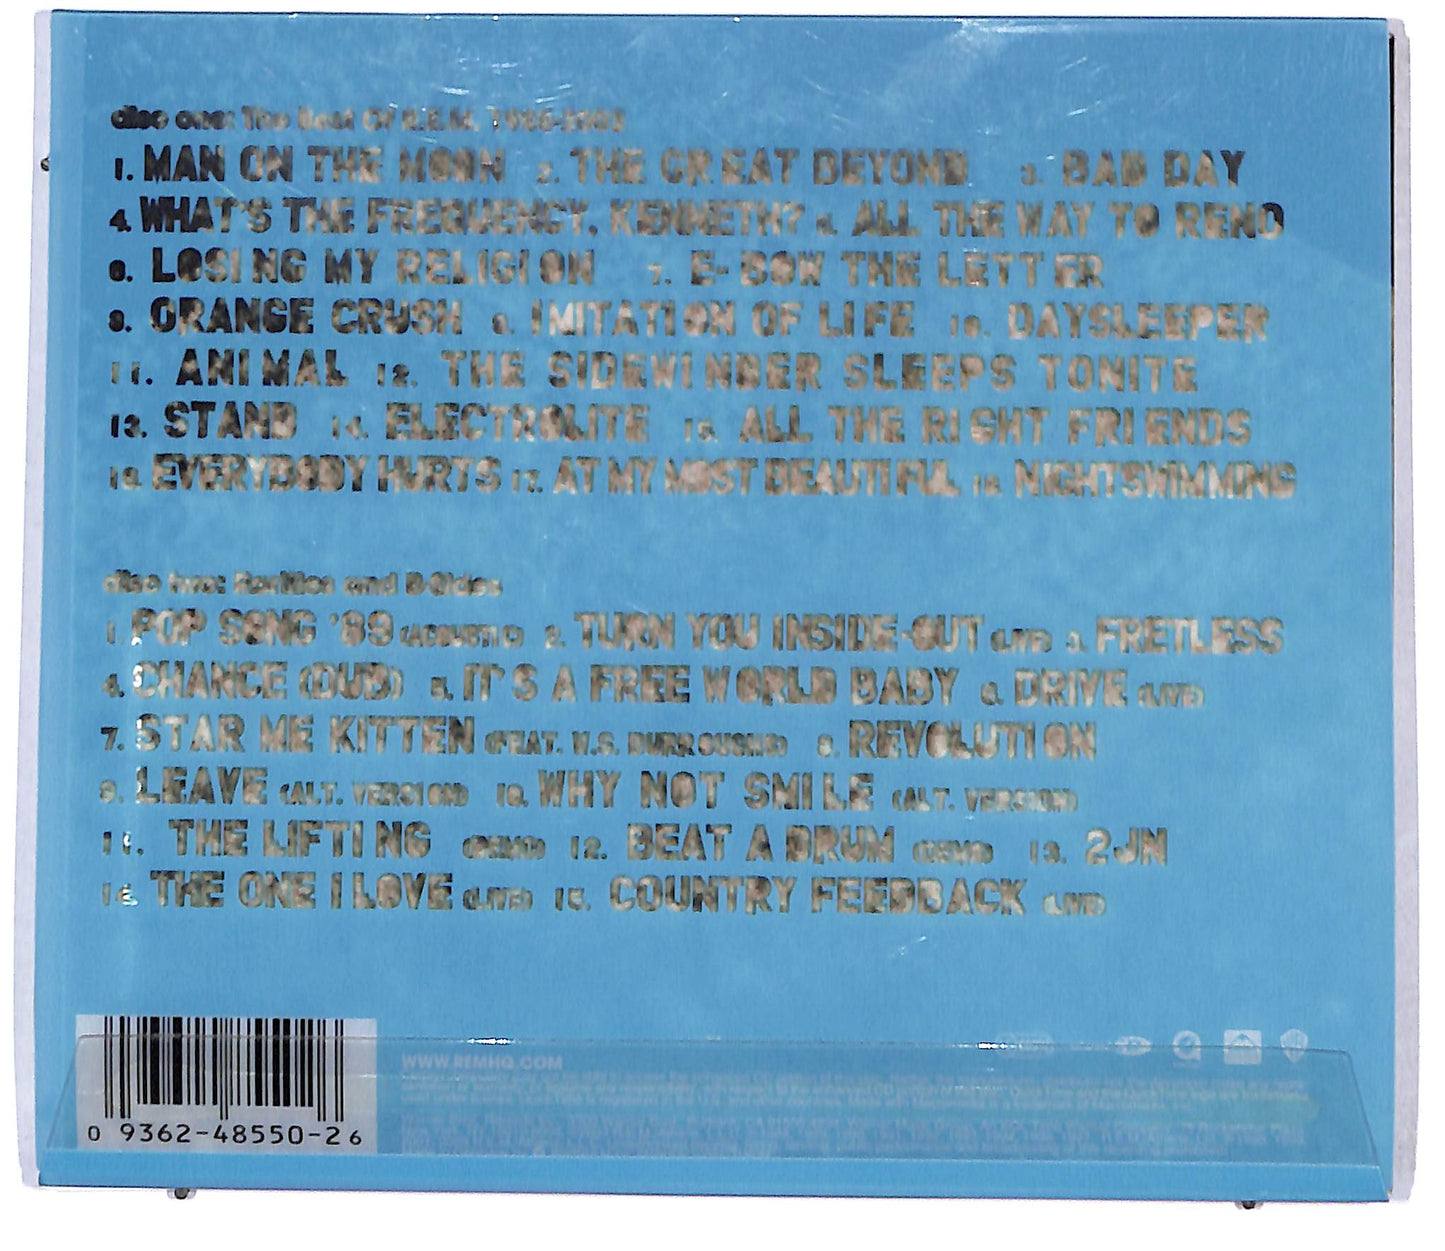 disc one: The Best Of R.E.M. 1988-2003
1. MAN ON THE MOON 2. THE GREAT BEYOND 3. BAD DAY
4. WHAT'S THE FREQUENCY, KENNETH? 5. ALL THE WAY TO RENO
6. LOSING MY RELIGION 7. E-BOW THE LETTER
8. ORANGE CRUSH 9. IMITATION OF LIFE 10. DAYSLEEPER
11. ANIMAL 12. THE SIDEWINDER SLEEPS TONITE
13. STAND 14. ELECTROLITE 15. ALL THE RIGHT FRIENDS
16. EVERYBODY HURTS 17. AT MY MOST BEAUTIFUL 18. NIGHTSWIMMING
disc two: Rarities and B-Sides
1. POP SONG '89 (ACOUSTIC) 2. TURN YOU INSIDE-OUT (LIVE) 3. FRETLESS
4. CHANCE (DUB) 5. IT'S A FREE WORLD BABY 6. DRIVE (LIVE)
7. STAR ME KITTEN (FEAT. W.S. BURROUGHS) 8. REVOLUTION
9. LEAVE (ALT. VERSION) 10. WHY NOT SMILE (ALT. VERSION)
11. THE LIFTING (DEMO) 12. BEAT A DRUM (DEMO) 13. 2JN
14. THE ONE I LOVE (LIVE) 15. COUNTRY FEEDBACK (LIVE)
WWW.REMHQ.COM
0 9362-48550-2 6